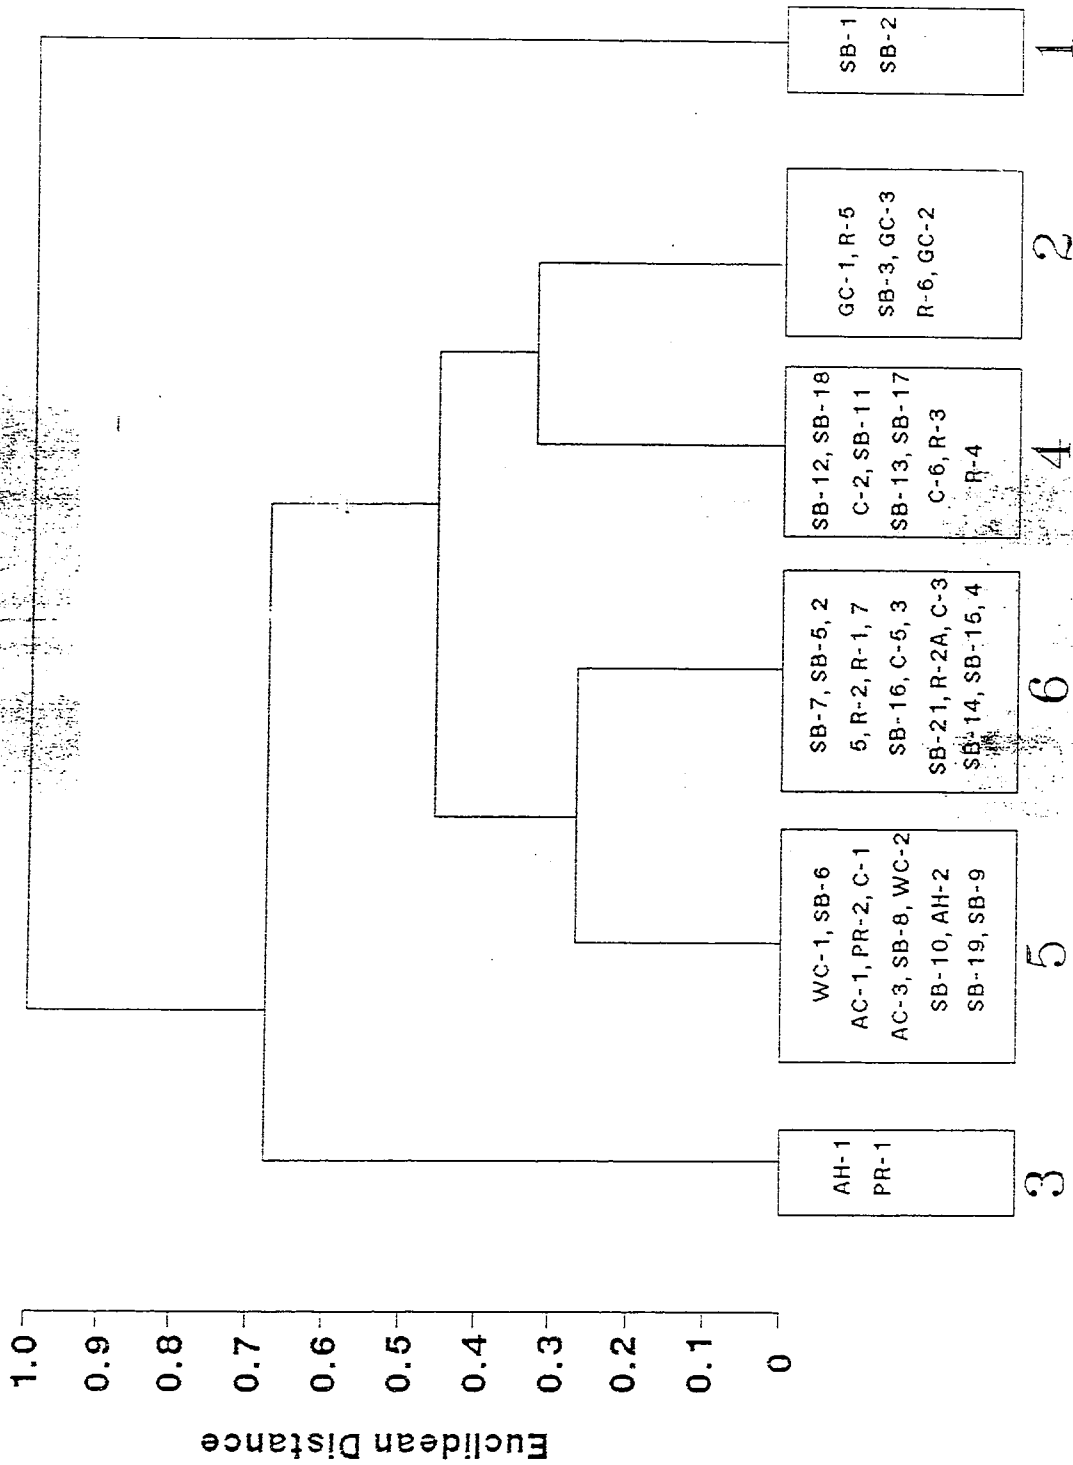 Euclidean Distance
1.0
0.9
0.8
0.7
0.6
0.5
0.4
0.3
0.2
0.1
0
AH-1
PR-1
3
WC-1, SB-6
AC-1, PR-2, C-1
AC-3, SB-8, WC-2
SB-10, AH-2
SB-19, SB-9
5
SB-7, SB-5, 2
5, R-2, R-1, 7
SB-16, C-5, 3
SB-21, R-2A, C-3
SB-14, SB-15, 4
6
SB-12, SB-18
C-2, SB-11
SB-13, SB-17
C-6, R-3
R-4
4
GC-1, R-5
SB-3, GC-3
R-6, GC-2
2
SB-1
SB-2
1